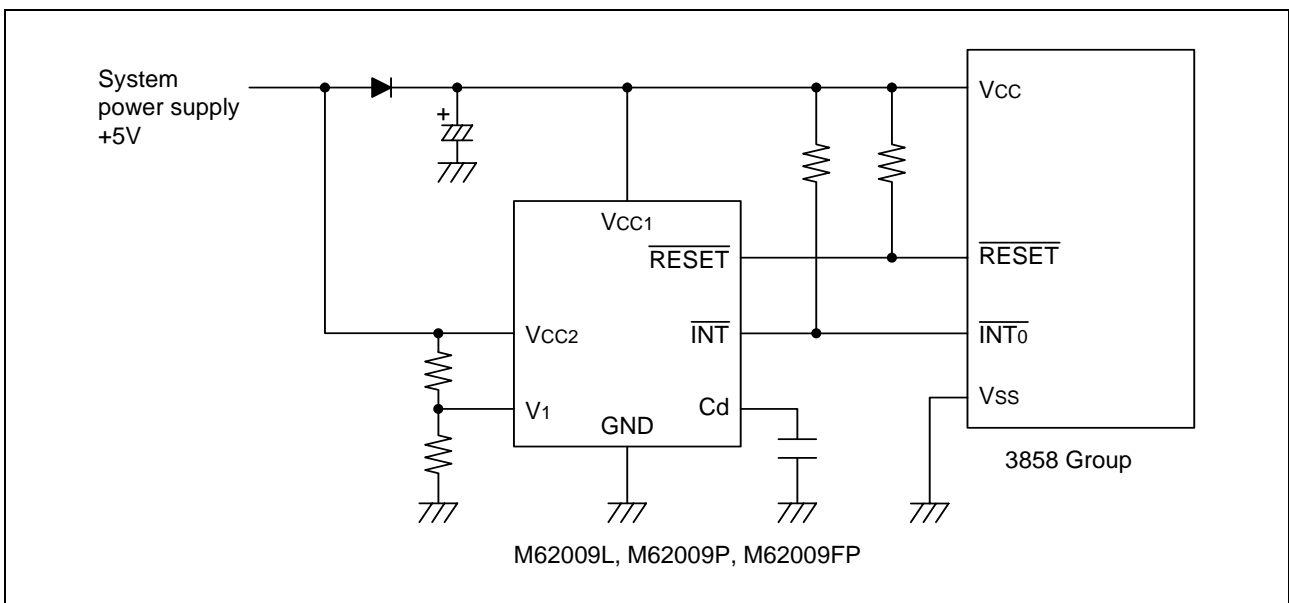 System
power supply
+5V
+
VCC
VCC1
RESET
RESET
VCC2
INT
INT0
V1
Cd
VSS
GND
3858 Group
M62009L, M62009P, M62009FP